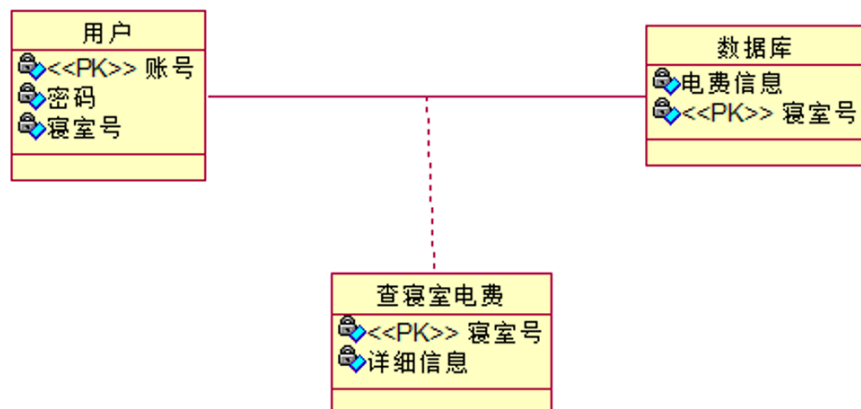 用户
<<PK>> 账号
密码
寝室号
数据库
电费信息
<<PK>> 寝室号
查寝室电费
<<PK>> 寝室号
详细信息